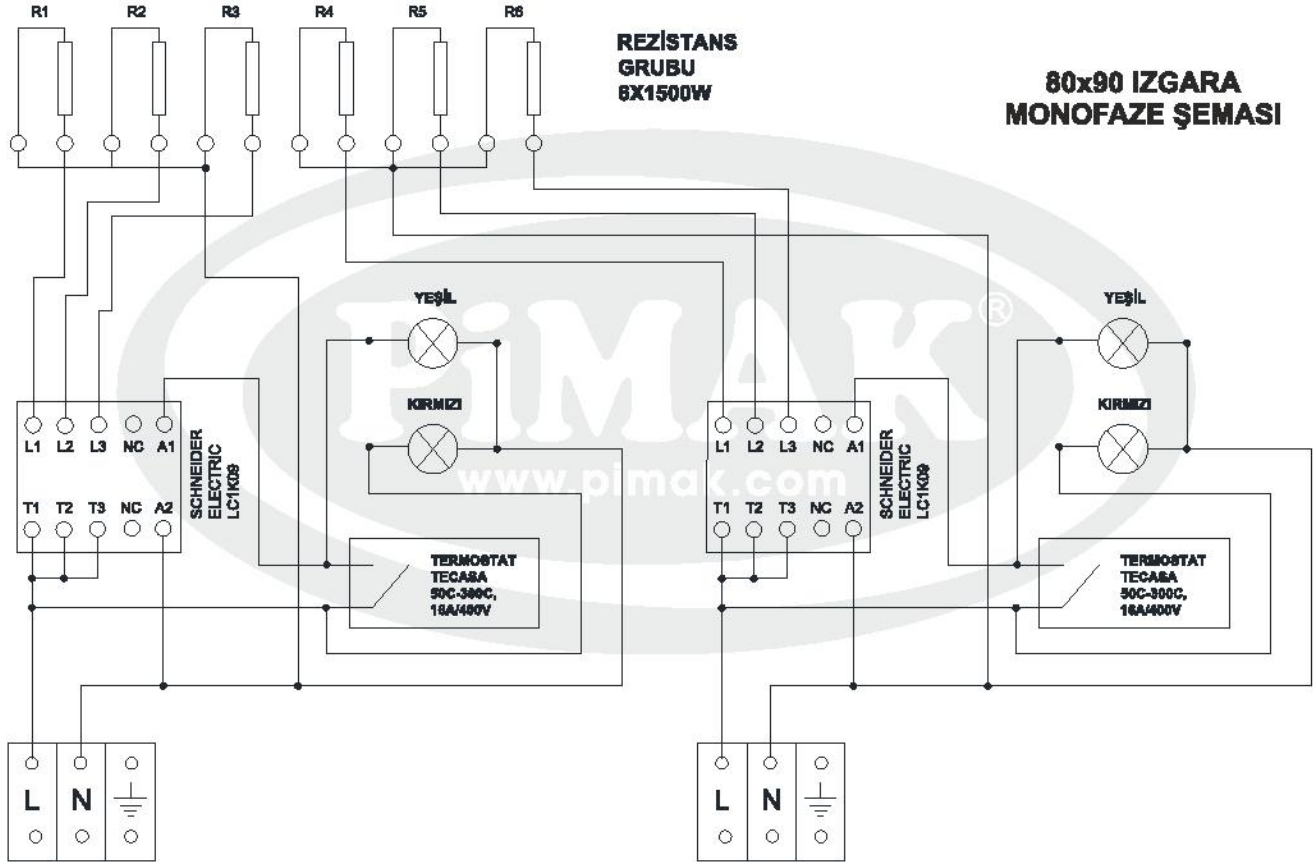 R1 R2 R3 R4 R5 R6
REZİSTANS
GRUBU
6X1500W
80x90 IZGARA
MONOFAZE ŞEMASI
PİMAK®
www.pimak.com
YEŞİL
KIRMIZI
L1 L2 L3 NC A1
T1 T2 T3 NC A2
SCHNEIDER
ELECTRIC
LC1K09
TERMOSTAT
TECASA
50C-300C,
16A/400V
L N
YEŞİL
KIRMIZI
L1 L2 L3 NC A1
T1 T2 T3 NC A2
SCHNEIDER
ELECTRIC
LC1K09
TERMOSTAT
TECASA
50C-300C,
16A/400V
L N